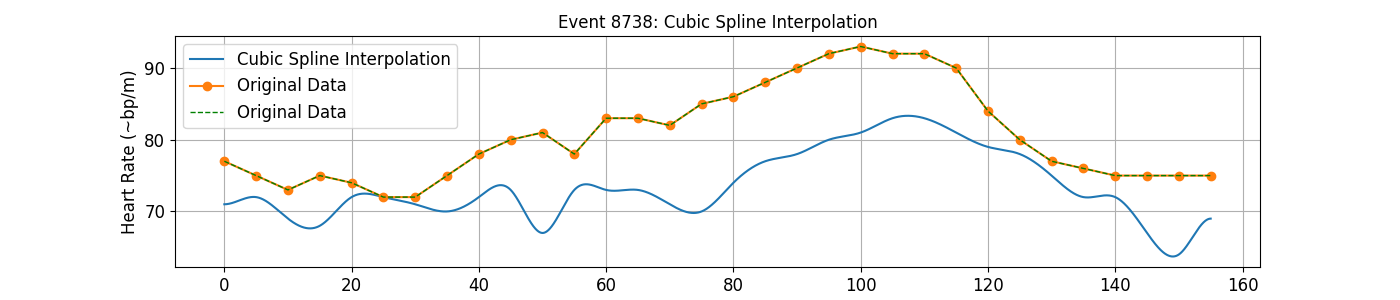 Event 8738: Cubic Spline Interpolation
Cubic Spline Interpolation
Original Data
Original Data
Heart Rate (~bp/m)
90
80
70
0 20 40 60 80 100 120 140 160